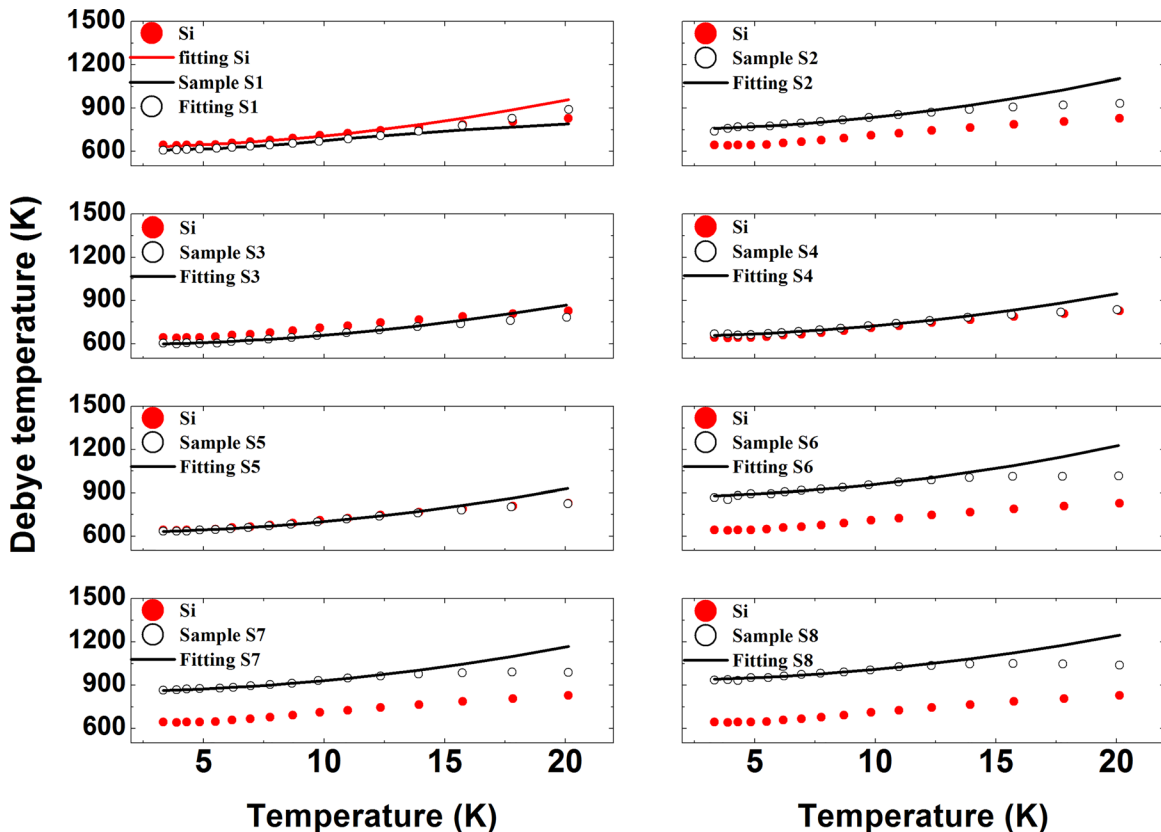 1500
1200
900
600
Si
fitting Si
Sample S1
Fitting S1
Si
Sample S2
Fitting S2
1500
1200
900
600
Si
Sample S3
Fitting S3
Si
Sample S4
Fitting S4
1500
1200
900
600
Si
Sample S5
Fitting S5
Si
Sample S6
Fitting S6
1500
1200
900
600
Si
Sample S7
Fitting S7
Si
Sample S8
Fitting S8
5 10 15 20
5 10 15 20
Debye temperature (K)
Temperature (K)
Temperature (K)